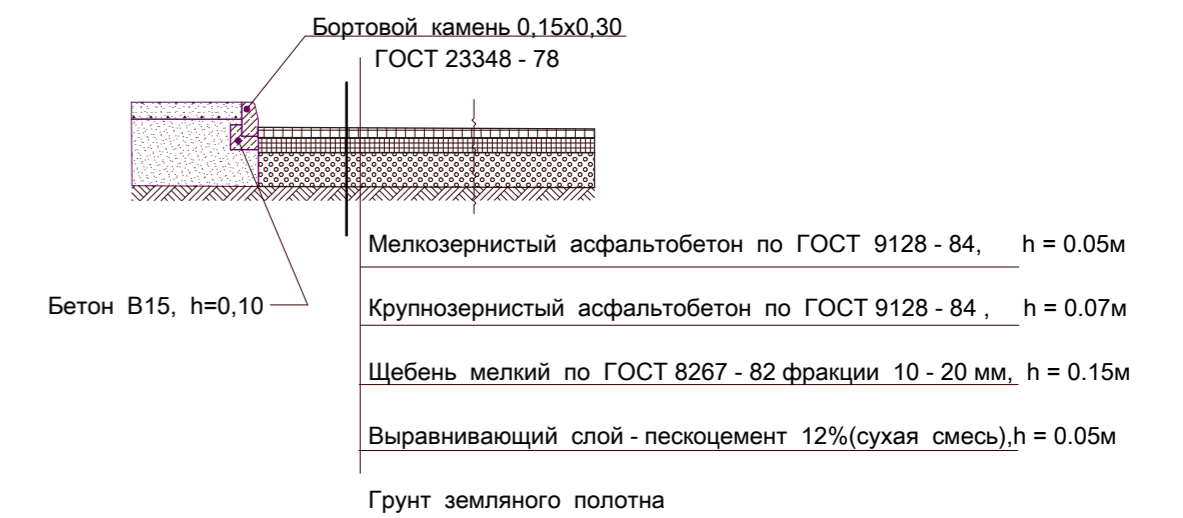 Бортовой камень 0,15х0,30
ГОСТ 23348 - 78
Мелкозернистый асфальтобетон по ГОСТ 9128 - 84, h = 0.05м
Бетон В15, h=0,10
Крупнозернистый асфальтобетон по ГОСТ 9128 - 84 , h = 0.07м
Щебень мелкий по ГОСТ 8267 - 82 фракции 10 - 20 мм, h = 0.15м
Выравнивающий слой - пескоцемент 12%(сухая смесь),h = 0.05м
Грунт земляного полотна